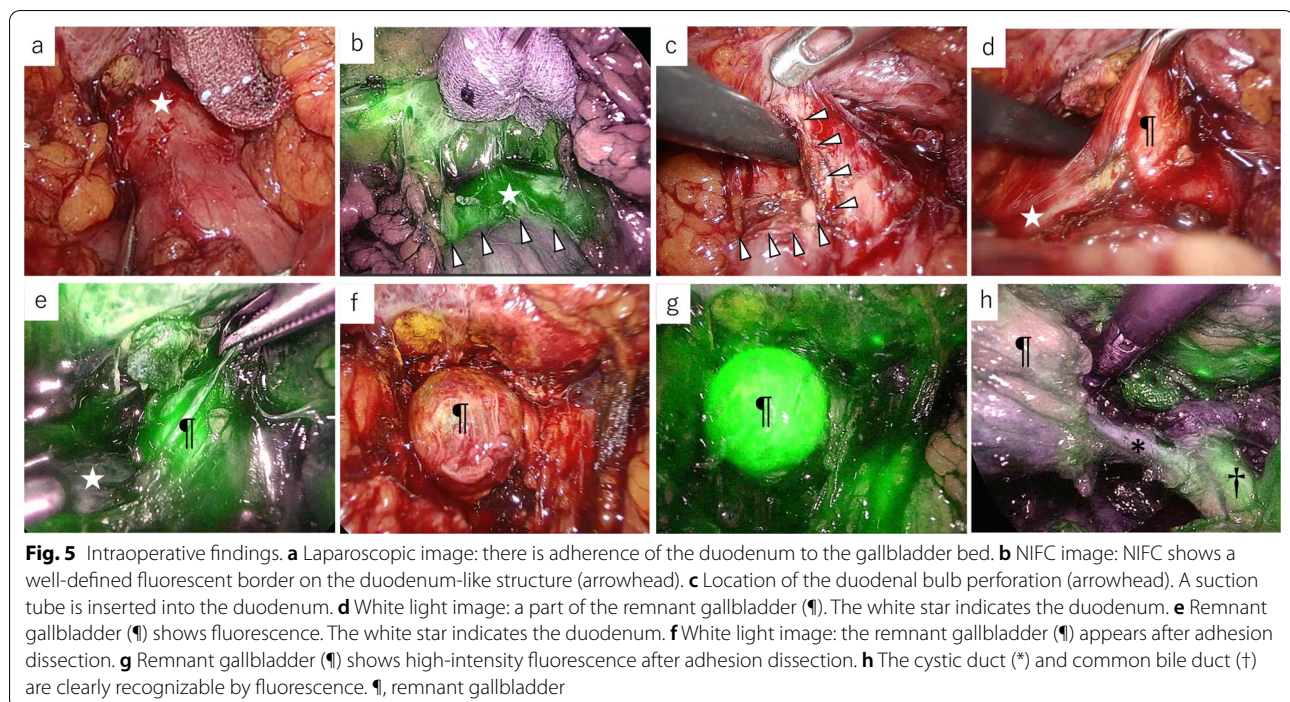 a
b
c
d
¶
e
¶
f
¶
g
¶
h
¶
*
†
Fig. 5 Intraoperative findings. a Laparoscopic image: there is adherence of the duodenum to the gallbladder bed. b NIFC image: NIFC shows a
well-defined fluorescent border on the duodenum-like structure (arrowhead). c Location of the duodenal bulb perforation (arrowhead). A suction
tube is inserted into the duodenum. d White light image: a part of the remnant gallbladder (¶). The white star indicates the duodenum. e Remnant
gallbladder (¶) shows fluorescence. The white star indicates the duodenum. f White light image: the remnant gallbladder (¶) appears after adhesion
dissection. g Remnant gallbladder (¶) shows high-intensity fluorescence after adhesion dissection. h The cystic duct (*) and common bile duct (†)
are clearly recognizable by fluorescence. ¶, remnant gallbladder